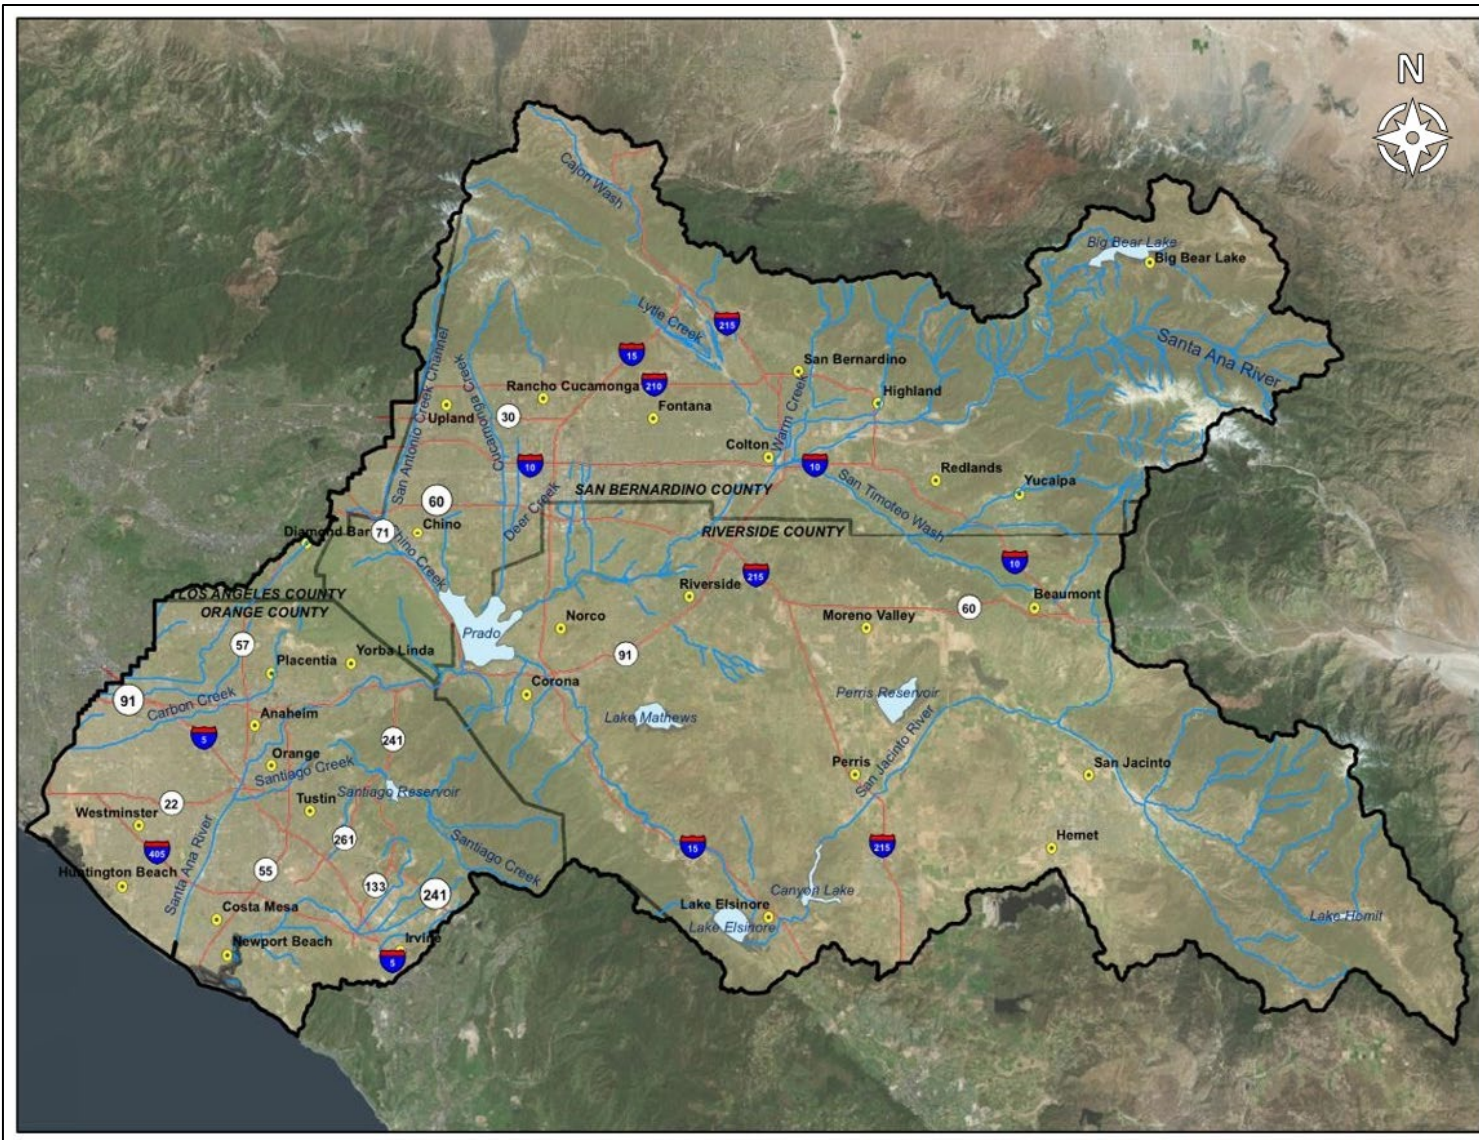 N
Cajon Wash
Big Bear Lake
Big Bear Lake
Lytle Creek
215
Santa Ana River
15
San Bernardino
210
Rancho Cucamonga
Highland
San Antonio Creek Channel
Cucamonga Creek
Upland
30
Fontana
Warm Creek
Colton
10
10
Redlands
Yucaipa
San Timoteo Wash
SAN BERNARDINO COUNTY
60
Deer Creek
Diamond Bar
71
Chino
Chino Creek
RIVERSIDE COUNTY
10
215
Riverside
LOS ANGELES COUNTY
ORANGE COUNTY
Beaumont
60
Moreno Valley
Norco
Prado
57
Yorba Linda
91
Placentia
Corona
Perris Reservoir
91
Carbon Creek
Anaheim
Lake Mathews
5
241
San Jacinto River
Orange
Santiago Creek
Perris
San Jacinto
Santiago Reservoir
Tustin
22
Westminster
261
Hemet
405
Santiago Creek
15
215
Huntington Beach
55
133
241
Santa Ana River
Canyon Lake
Costa Mesa
Lake Elsinore
Lake Elsinore
Lake Hemit
Newport Beach
Irvine
5